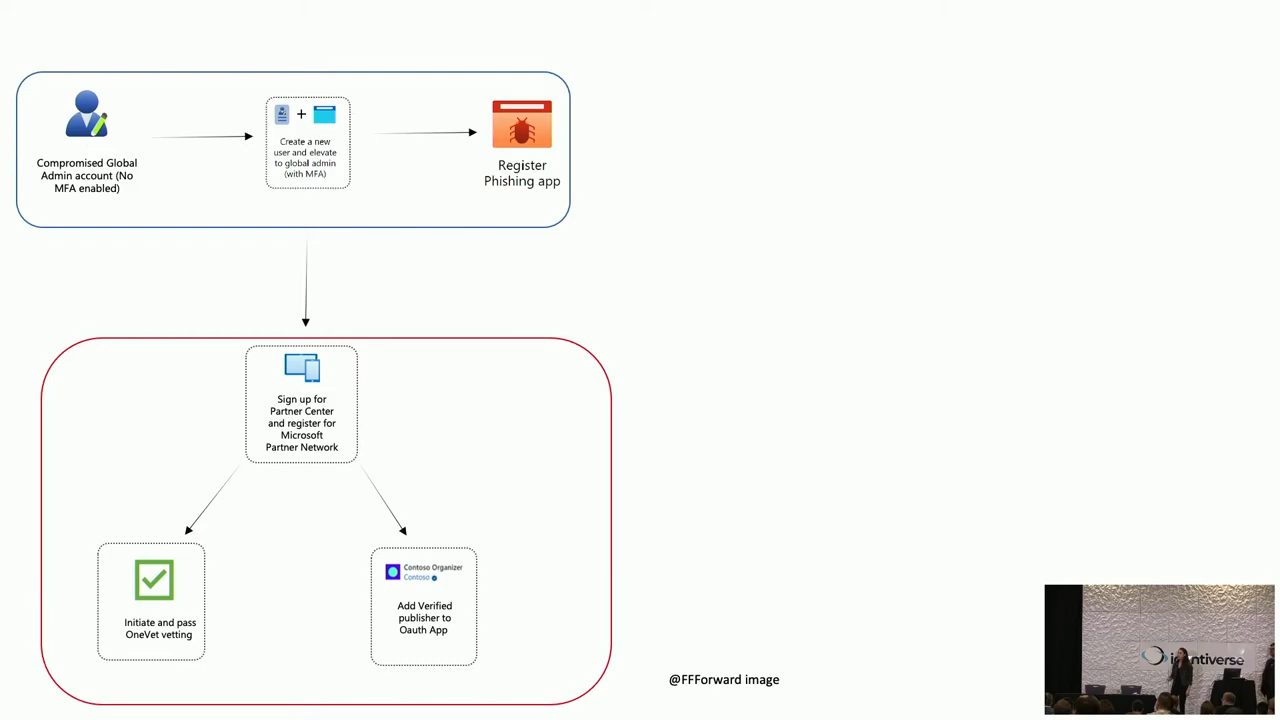 Compromised Global
Admin account (No
MFA enabled)
+
Create a new
user and elevate
to global admin
(with MFA)
Register
Phishing app
Sign up for
Partner Center
and register for
Microsoft
Partner Network
Initiate and pass
OneVet vetting
Contoso Organizer
Contoso
Add Verified
publisher to
Oauth App
@FFForward image